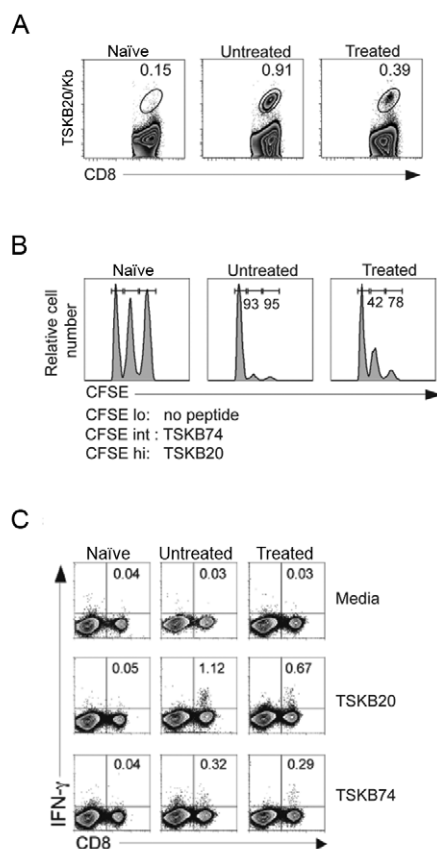 A
Naïve Untreated Treated
0.15 0.91 0.39
TSKB20/Kb
CD8
B
Naïve Untreated Treated
93 95 42 78
Relative cell
number
CFSE
CFSE lo: no peptide
CFSE int : TSKB74
CFSE hi: TSKB20
C
Naïve Untreated Treated
0.04 0.03 0.03 Media
0.05 1.12 0.67 TSKB20
0.04 0.32 0.29 TSKB74
IFN-γ
CD8